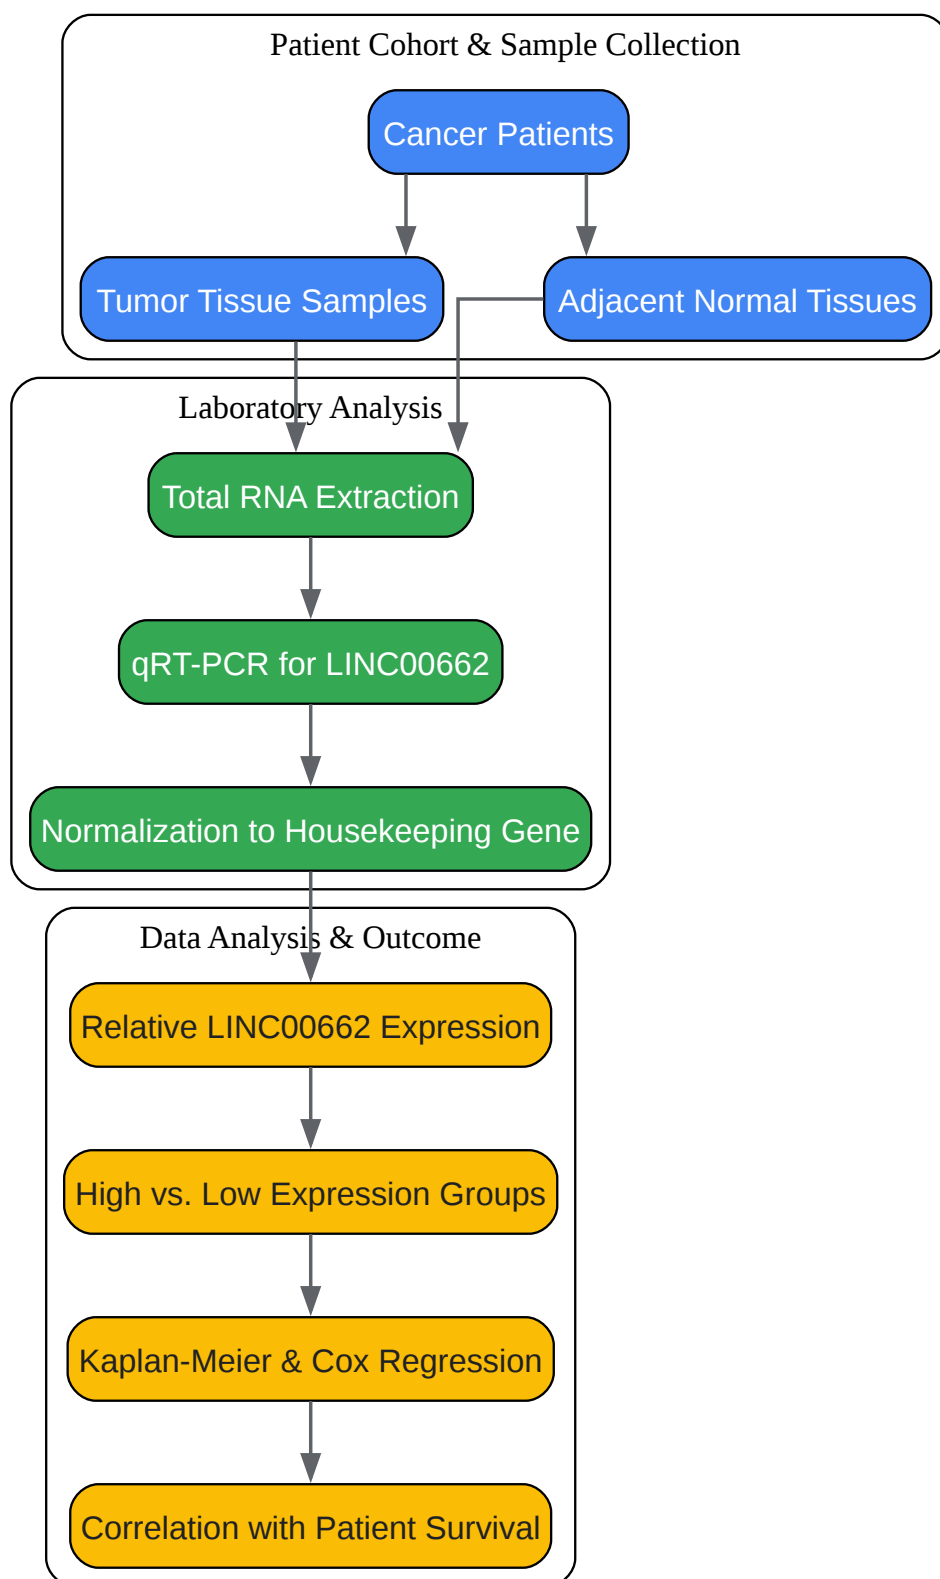 Patient Cohort & Sample Collection
Cancer Patients
Tumor Tissue Samples
Adjacent Normal Tissues
Laboratory Analysis
Total RNA Extraction
qRT-PCR for LINC00662
Normalization to Housekeeping Gene
Data Analysis & Outcome
Relative LINC00662 Expression
High vs. Low Expression Groups
Kaplan-Meier & Cox Regression
Correlation with Patient Survival